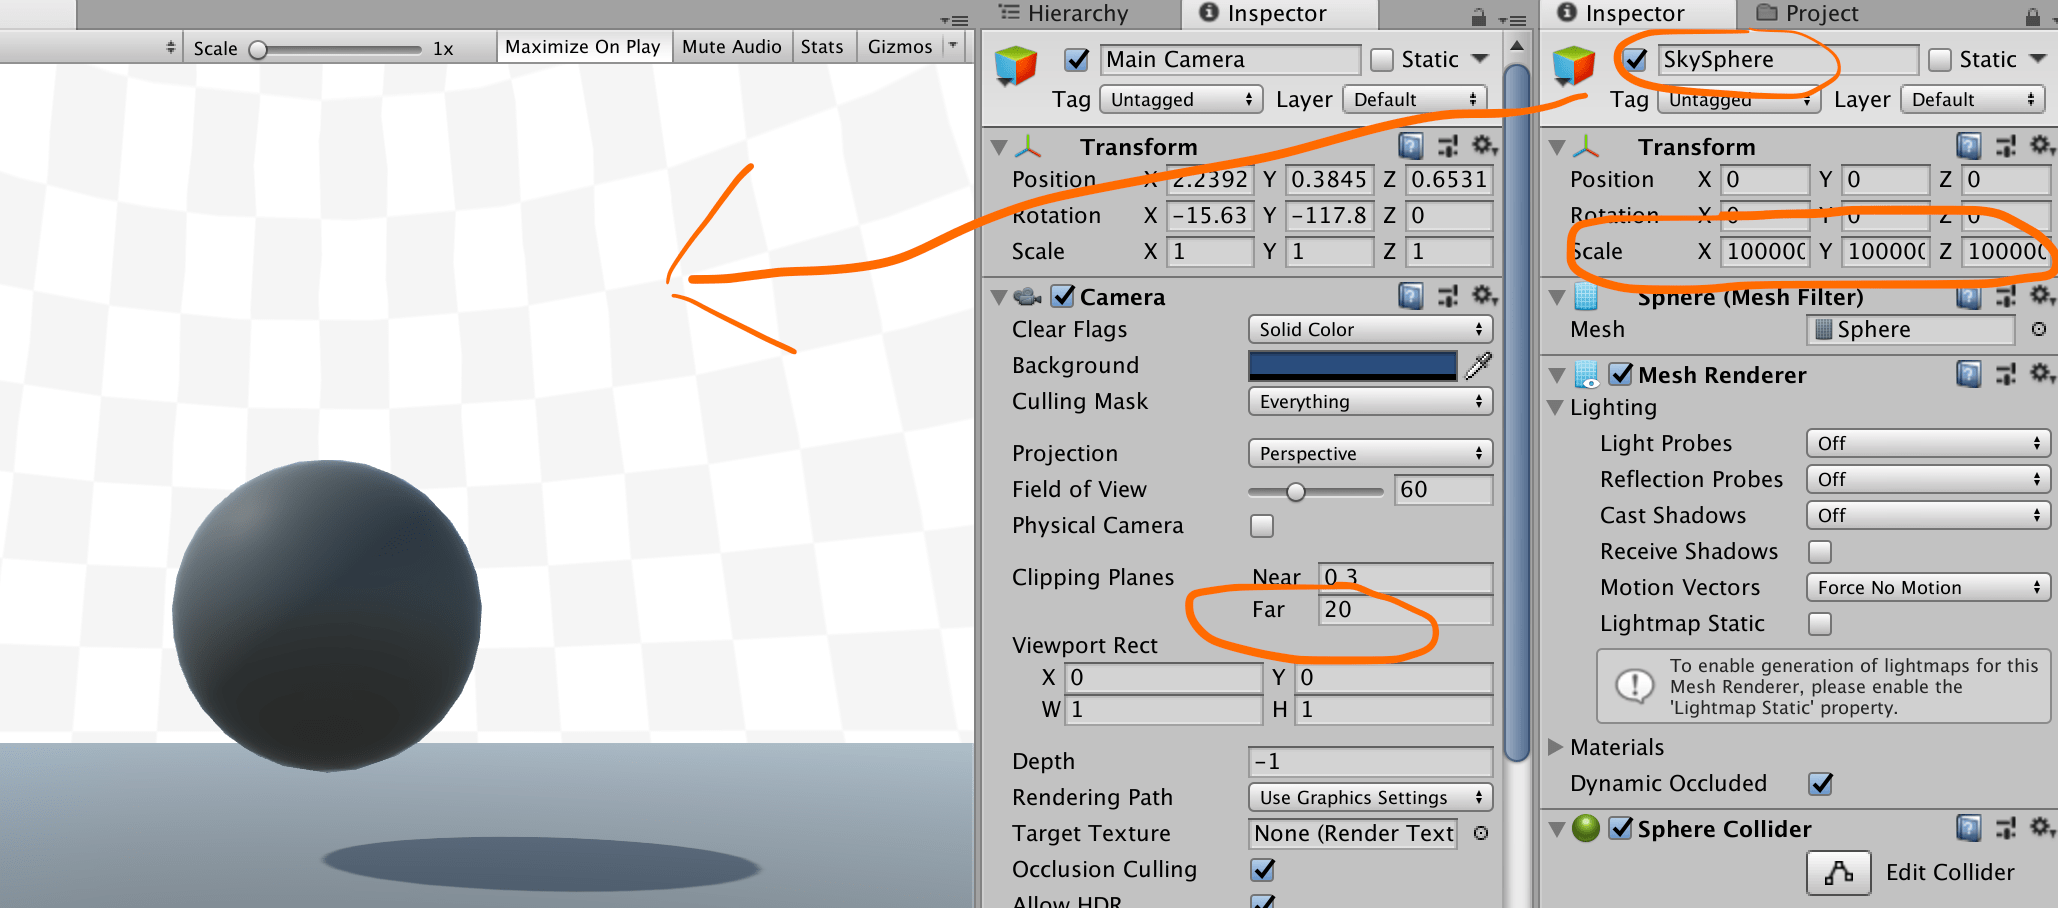 Scale 1x Maximize On Play Mute Audio Stats Gizmos
Hierarchy Inspector
Main Camera Static
Tag Untagged Layer Default
Transform
Position X 2.2392 Y 0.3845 Z 0.6531
Rotation X -15.63 Y -117.8 Z 0
Scale X 1 Y 1 Z 1
Camera
Clear Flags Solid Color
Background
Culling Mask Everything
Projection Perspective
Field of View 60
Physical Camera
Clipping Planes Near 0.3
Far 20
Viewport Rect
X 0 Y 0
W 1 H 1
Depth -1
Rendering Path Use Graphics Settings
Target Texture None (Render Text
Occlusion Culling
Allow HDR
Inspector Project
SkySphere Static
Tag Untagged Layer Default
Transform
Position X 0 Y 0 Z 0
Rotation X 0 Y 0 Z 0
Scale X 100000 Y 100000 Z 100000
Sphere (Mesh Filter)
Mesh Sphere
Mesh Renderer
Lighting
Light Probes Off
Reflection Probes Off
Cast Shadows Off
Receive Shadows
Motion Vectors Force No Motion
Lightmap Static
To enable generation of lightmaps for this
Mesh Renderer, please enable the
'Lightmap Static' property.
Materials
Dynamic Occluded
Sphere Collider
Edit Collider